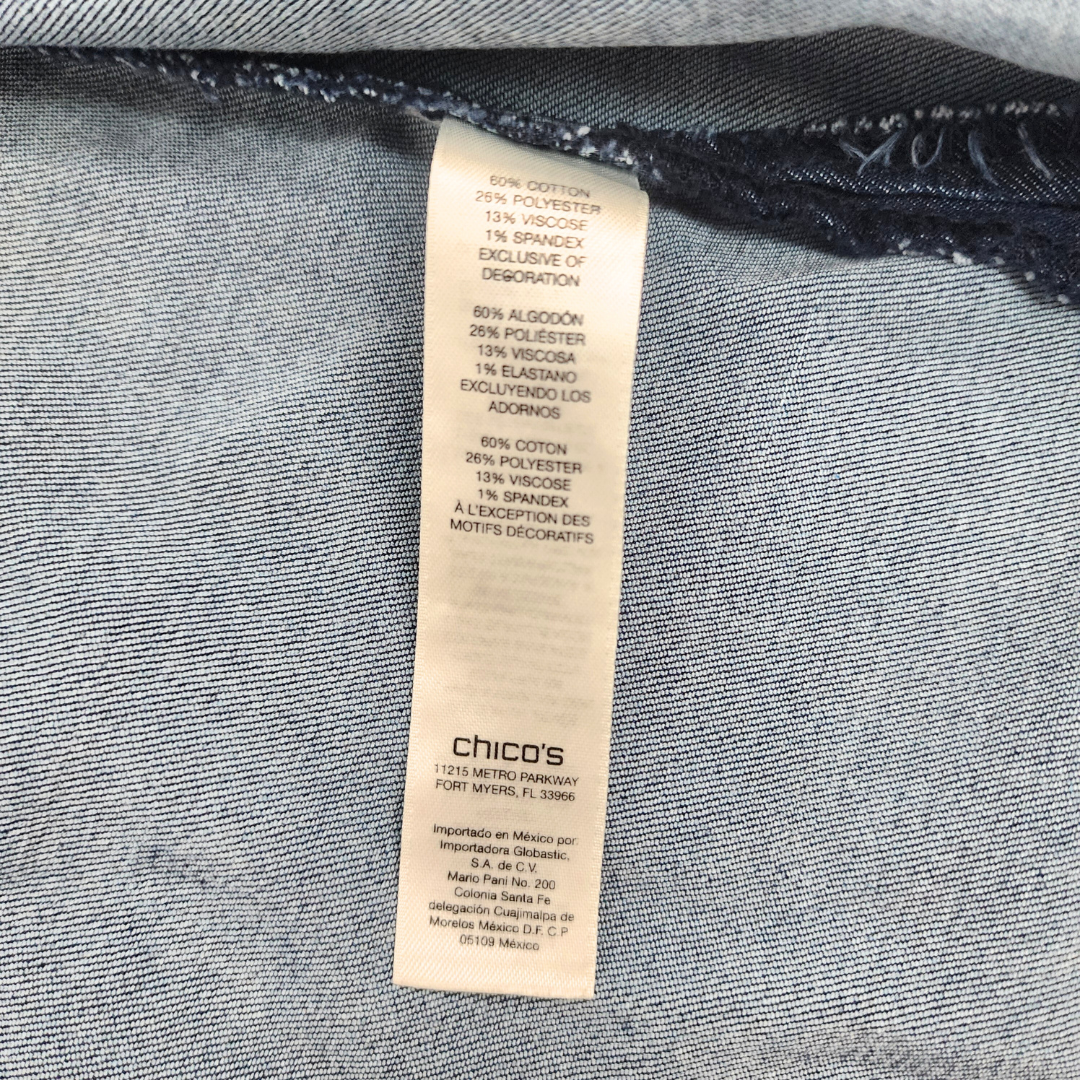 60% COTTON
26% POLYESTER
13% VISCOSE
1% SPANDEX
EXCLUSIVE OF
DECORATION
60% ALGODÓN
26% POLIÉSTER
13% VISCOSA
1% ELASTANO
EXCLUYENDO LOS
ADORNOS
60% COTON
26% POLYESTER
13% VISCOSE
1% SPANDEX
À L'EXCEPTION DES
MOTIFS DÉCORATIFS
chico's
11215 METRO PARKWAY
FORT MYERS, FL 33966
Importado en México por:
Importadora Globastic,
S.A. de C.V.
Mario Pani No. 200
Colonia Santa Fe
delegación Cuajimalpa de
Morelos México D.F. C.P
05109 México